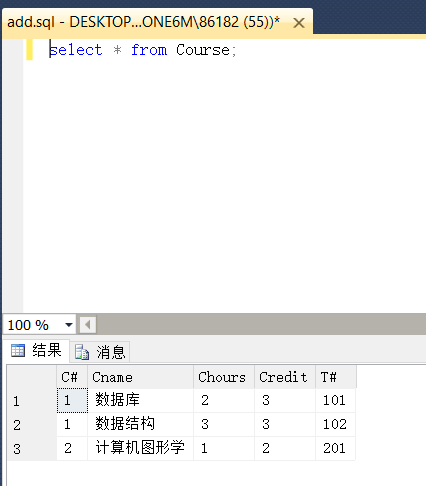 add.sql - DESKTOP...ONE6M\86182 (55))*
select * from Course;
100 %
结果 消息
C# Cname Chours Credit T#
1 1 数据库 2 3 101
2 1 数据结构 3 3 102
3 2 计算机图形学 1 2 201